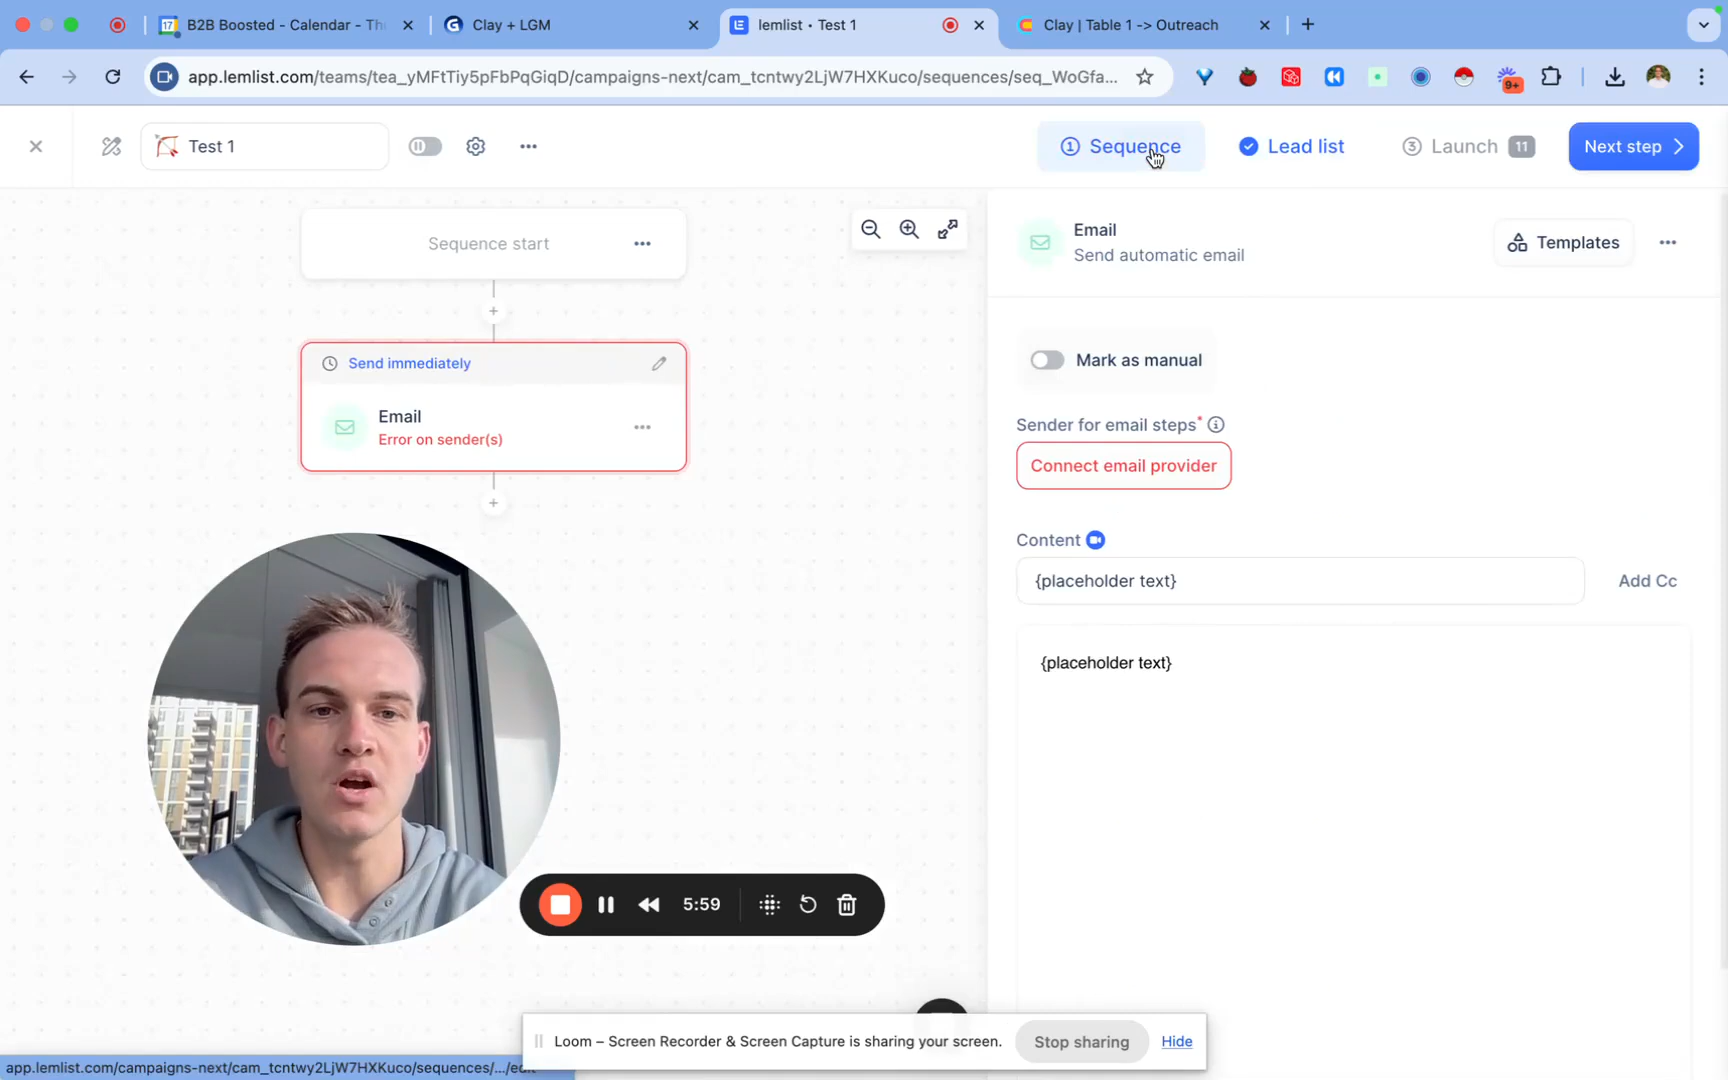 B2B Boosted - Calendar - Th
Clay + LGM
lemlist • Test 1
Clay | Table 1 -> Outreach
app.lemlist.com/teams/tea_yMFtTiy5pFbPqGiqD/campaigns-next/cam_tcntwy2LjW7HXKuco/sequences/seq_WoGfa...
9+
Test 1
1 Sequence
Lead list
3 Launch 11
Next step
Sequence start
Email
Send automatic email
Templates
Send immediately
Email
Error on sender(s)
Mark as manual
Sender for email steps*
Connect email provider
Content
{placeholder text}
Add Cc
{placeholder text}
5:59
Loom – Screen Recorder & Screen Capture is sharing your screen.
Stop sharing
Hide
app.lemlist.com/campaigns-next/cam_tcntwy2LjW7HXKuco/sequences/.../edit